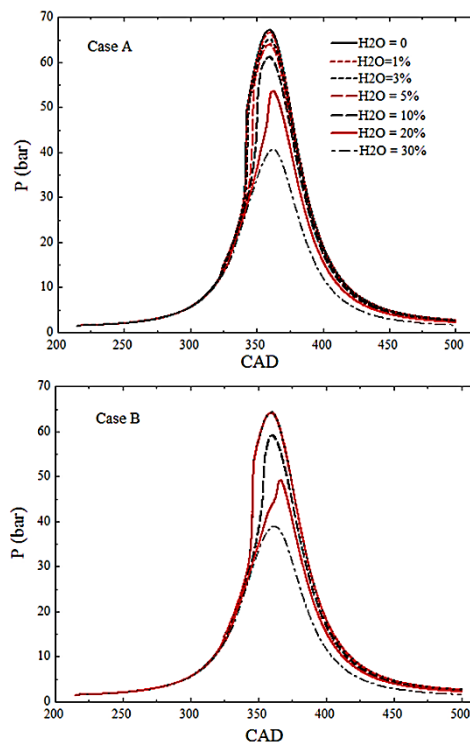 70
60
50
40
30
20
10
0
P (bar)
Case A
H2O = 0
H2O=1%
H2O=3%
H2O = 5%
H2O = 10%
H2O = 20%
H2O = 30%
200 250 300 350 400 450 500
CAD
70
60
50
40
30
20
10
0
P (bar)
Case B
200 250 300 350 400 450 500
CAD